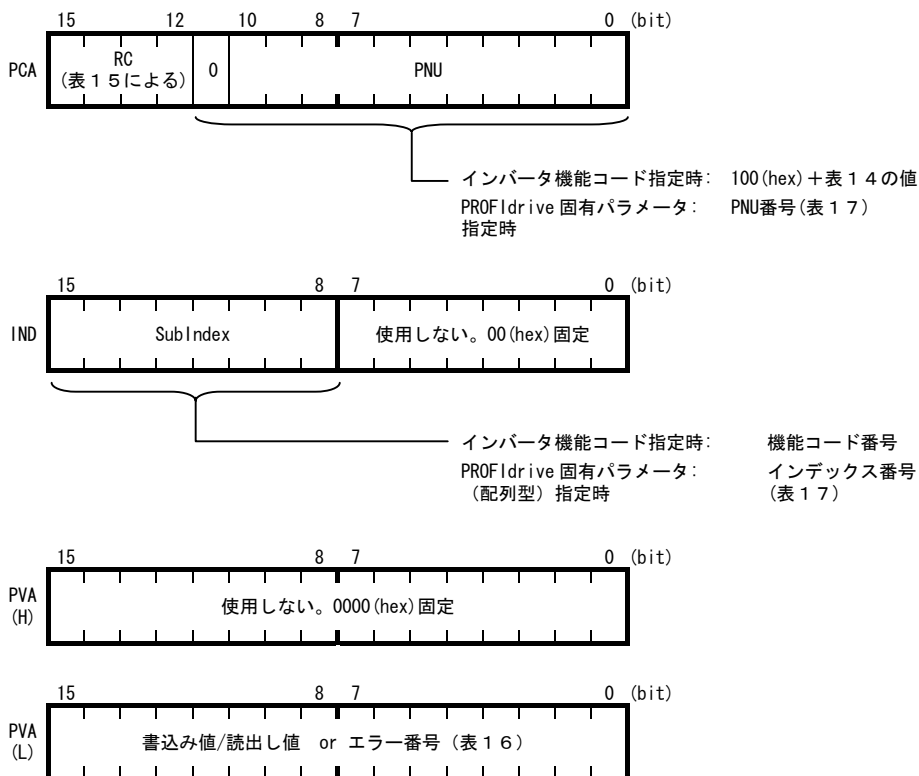 15 12 10 8 7 0 (bit)
PCA
RC
(表15による)
0
PNU
インバータ機能コード指定時: 100(hex)+表14の値
PROFIdrive 固有パラメータ: PNU番号(表17)
指定時
15 8 7 0 (bit)
IND
SubIndex
使用しない。00(hex)固定
インバータ機能コード指定時: 機能コード番号
PROFIdrive 固有パラメータ: インデックス番号
(配列型)指定時 (表17)
15 8 7 0 (bit)
PVA
(H)
使用しない。0000(hex)固定
15 8 7 0 (bit)
PVA
(L)
書込み値/読出し値 or エラー番号(表16)